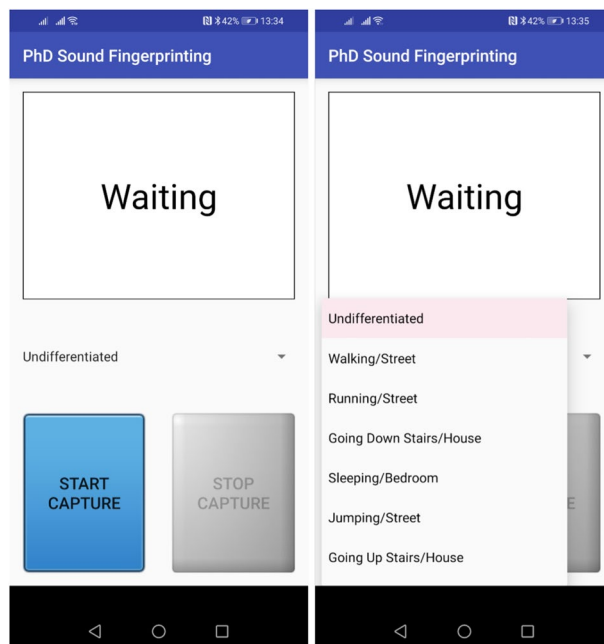 42% 13:34
PhD Sound Fingerprinting
Waiting
Undifferentiated
START
CAPTURE
STOP
CAPTURE
42% 13:35
PhD Sound Fingerprinting
Waiting
Undifferentiated
Walking/Street
Running/Street
Going Down Stairs/House
Sleeping/Bedroom
Jumping/Street
Going Up Stairs/House
E